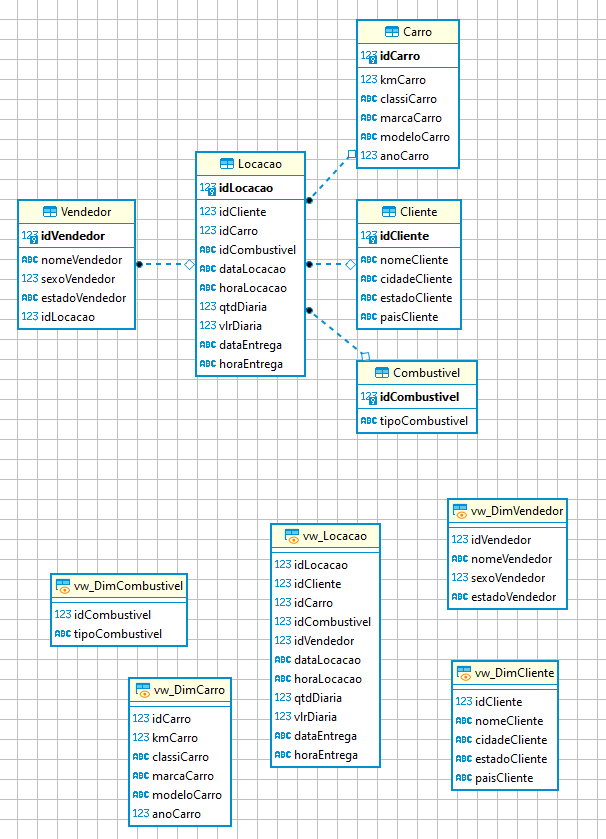 Carro
123 idCarro
123 kmCarro
ABC classiCarro
ABC marcaCarro
ABC modeloCarro
123 anoCarro
Locacao
123 idLocacao
123 idCliente
123 idCarro
123 idCombustivel
ABC dataLocacao
ABC horaLocacao
123 qtdDiaria
123 vlrDiaria
ABC dataEntrega
ABC horaEntrega
Vendedor
123 idVendedor
ABC nomeVendedor
123 sexoVendedor
ABC estadoVendedor
123 idLocacao
Cliente
123 idCliente
ABC nomeCliente
ABC cidadeCliente
ABC estadoCliente
ABC paisCliente
Combustivel
123 idCombustivel
ABC tipoCombustivel
vw_DimVendedor
123 idVendedor
ABC nomeVendedor
123 sexoVendedor
ABC estadoVendedor
vw_Locacao
123 idLocacao
123 idCliente
123 idCarro
123 idCombustivel
123 idVendedor
ABC dataLocacao
ABC horaLocacao
123 qtdDiaria
123 vlrDiaria
ABC dataEntrega
ABC horaEntrega
vw_DimCombustivel
123 idCombustivel
ABC tipoCombustivel
vw_DimCliente
123 idCliente
ABC nomeCliente
ABC cidadeCliente
ABC estadoCliente
ABC paisCliente
vw_DimCarro
123 idCarro
123 kmCarro
ABC classiCarro
ABC marcaCarro
ABC modeloCarro
123 anoCarro